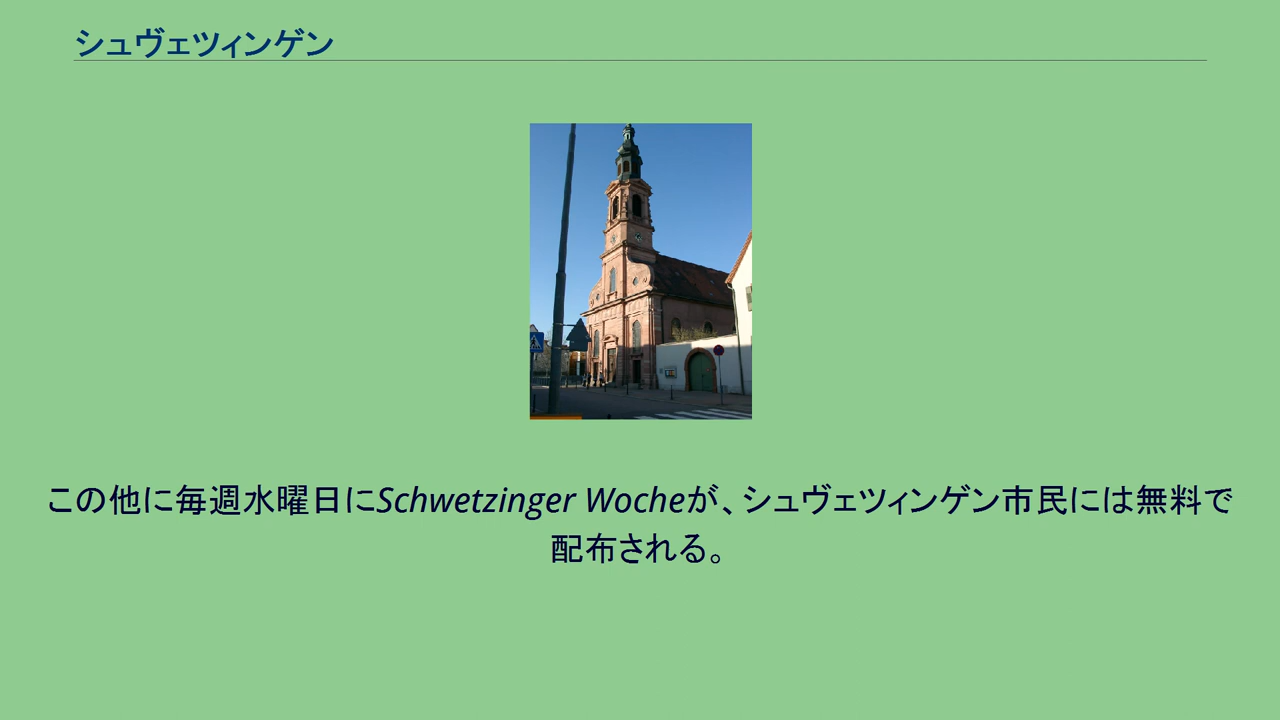 シュヴェツィンゲン
この他に毎週水曜日にSchwetzinger Wocheが、シュヴェツィンゲン市民には無料で
配布される。